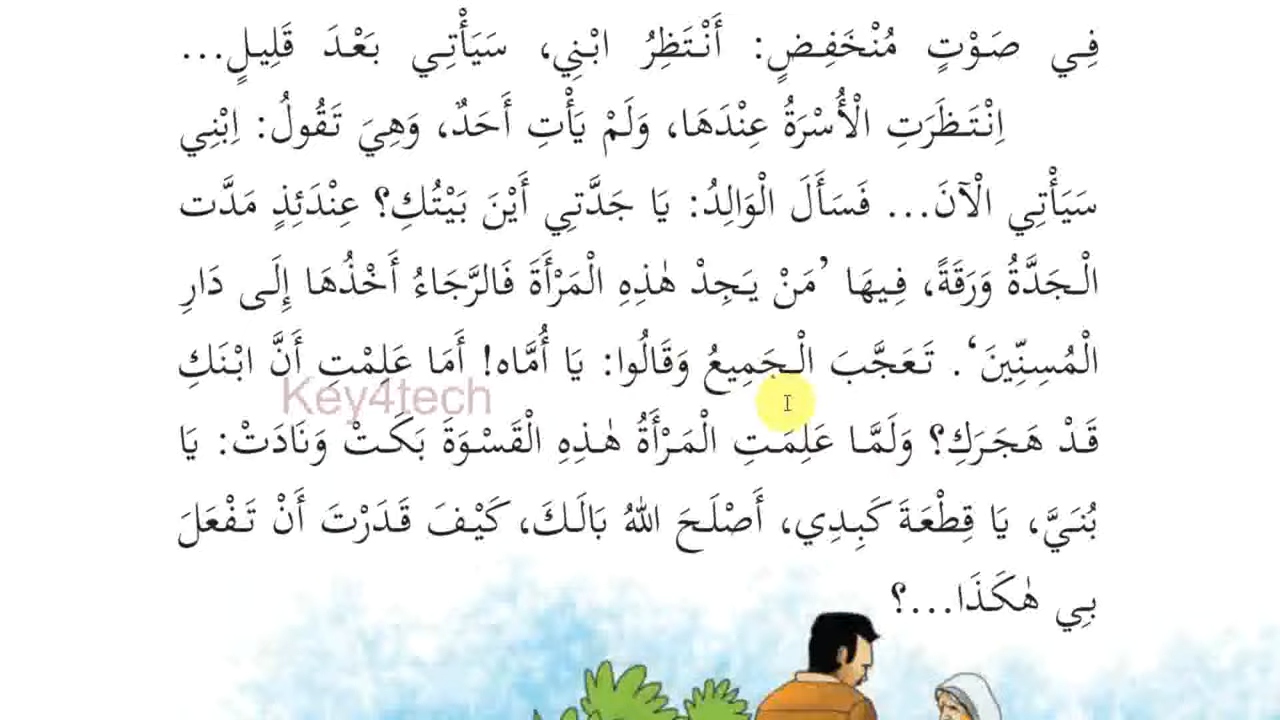 فِي صَوْتٍ مُنْخَفِضٍ: أَنْتَظِرُ ابْنِي، سَيَأْتِي بَعْدَ قَلِيلٍ...
اِنْتَظَرَتِ الْأُسْرَةُ عِنْدَهَا، وَلَمْ يَأْتِ أَحَدٌ، وَهِيَ تَقُولُ: اِبْنِي
سَيَأْتِي الْآنَ... فَسَأَلَ الْوَالِدُ: يَا جَدَّتِي أَيْنَ بَيْتُكِ؟ عِنْدَئِذٍ مَدَّت
الْجَدَّةُ وَرَقَةً، فِيهَا ’مَنْ يَجِدْ هٰذِهِ الْمَرْأَةَ فَالرَّجَاءُ أَخْذُهَا إِلَى دَارِ
الْمُسِنِّينَ‘. تَعَجَّبَ الْجَمِيعُ وَقَالُوا: يَا أُمَّاه! أَمَا عَلِمْتِ أَنَّ ابْنَكِ
Key4tech
قَدْ هَجَرَكِ؟ وَلَمَّا عَلِمَتِ الْمَرْأَةُ هٰذِهِ الْقَسْوَةَ بَكَتْ وَنَادَتْ: يَا
بُنَيَّ، يَا قِطْعَةَ كَبِدِي، أَصْلَحَ اللهُ بَالَكَ، كَيْفَ قَدَرْتَ أَنْ تَفْعَلَ
بِي هٰكَذَا...؟